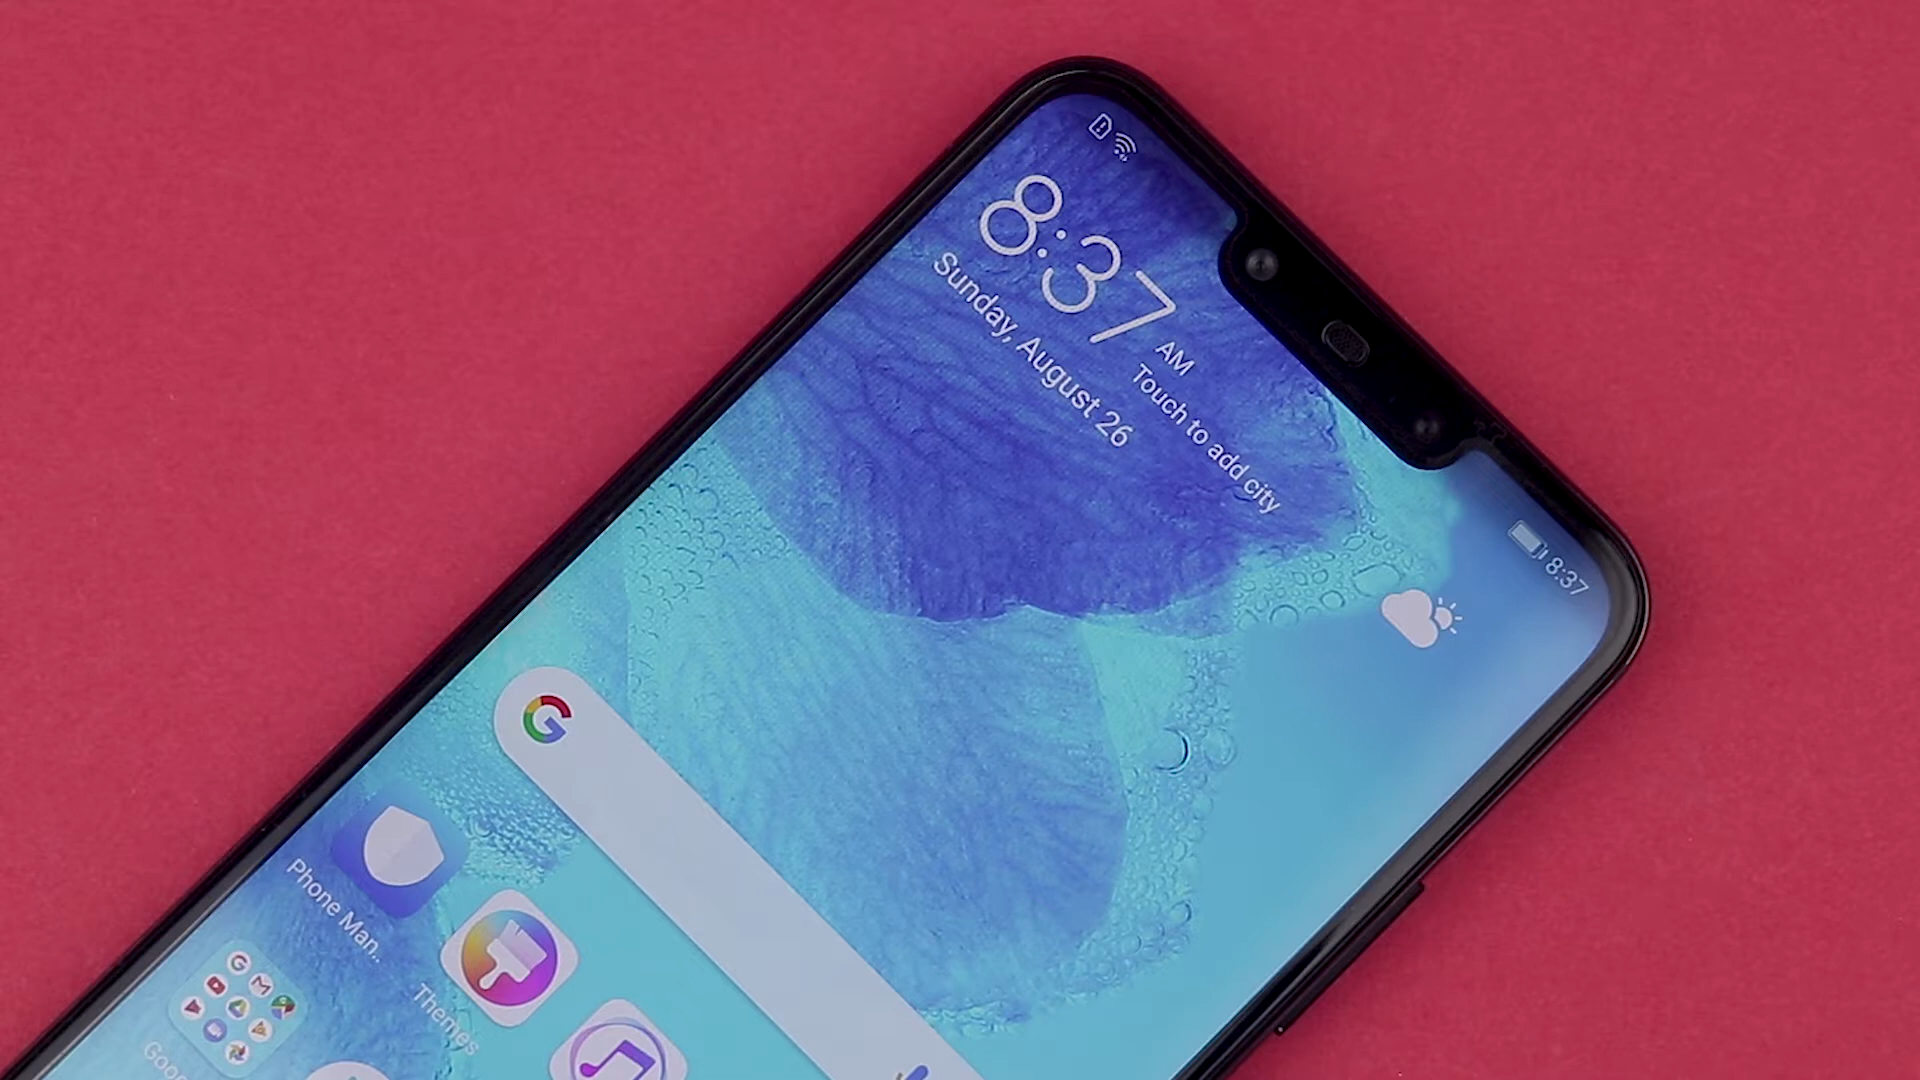 8:37 AM
Touch to add city
Sunday, August 26
8:37
G
Phone Man..
Themes